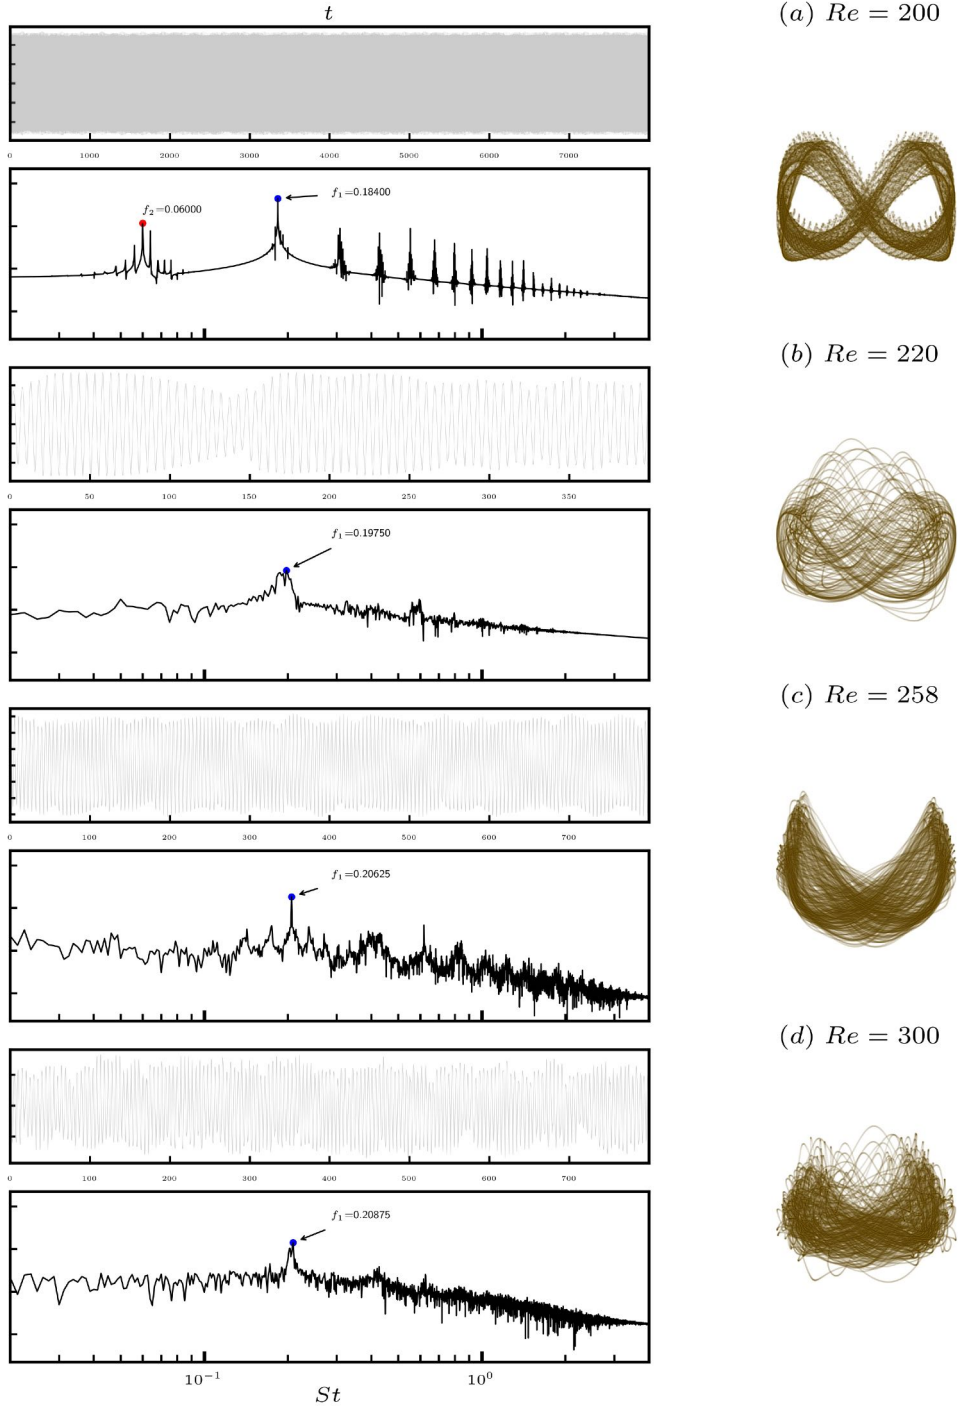 t
(a) Re = 200
0 1000 2000 3000 4000 5000 6000 7000
f₂=0.06000
f₁=0.18400
(b) Re = 220
0 50 100 150 200 250 300 350
f₁=0.19750
(c) Re = 258
0 100 200 300 400 500 600 700
f₁=0.20625
(d) Re = 300
0 100 200 300 400 500 600 700
f₁=0.20875
10⁻¹ 10⁰
St